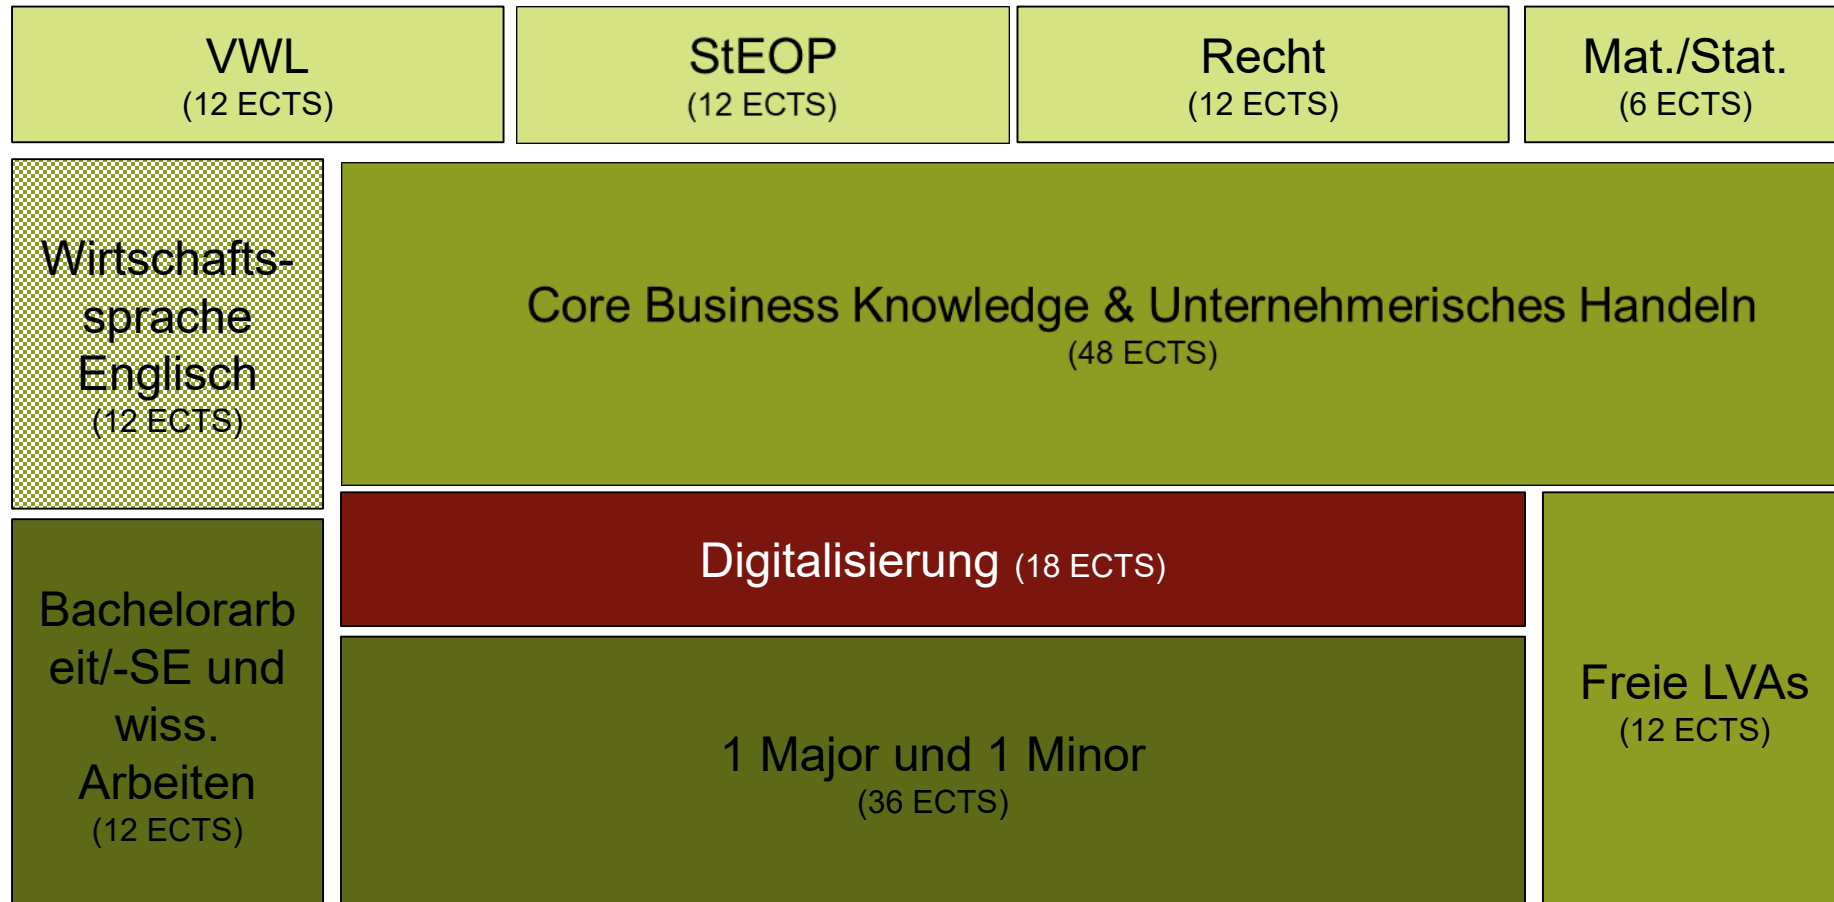 VWL
(12 ECTS)
StEOP
(12 ECTS)
Recht
(12 ECTS)
Mat./Stat.
(6 ECTS)
Wirtschafts-
sprache
Englisch
(12 ECTS)
Core Business Knowledge & Unternehmerisches Handeln
(48 ECTS)
Digitalisierung (18 ECTS)
Bachelorarb
eit/-SE und
wiss.
Arbeiten
(12 ECTS)
1 Major und 1 Minor
(36 ECTS)
Freie LVAs
(12 ECTS)